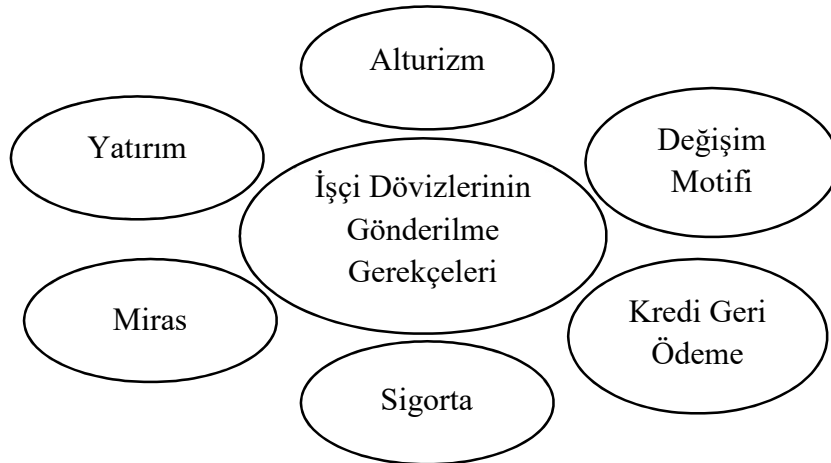 Alturizm
Yatırım
Değişim
Motifi
İşçi Dövizlerinin
Gönderilme
Gerekçeleri
Miras
Kredi Geri
Ödeme
Sigorta